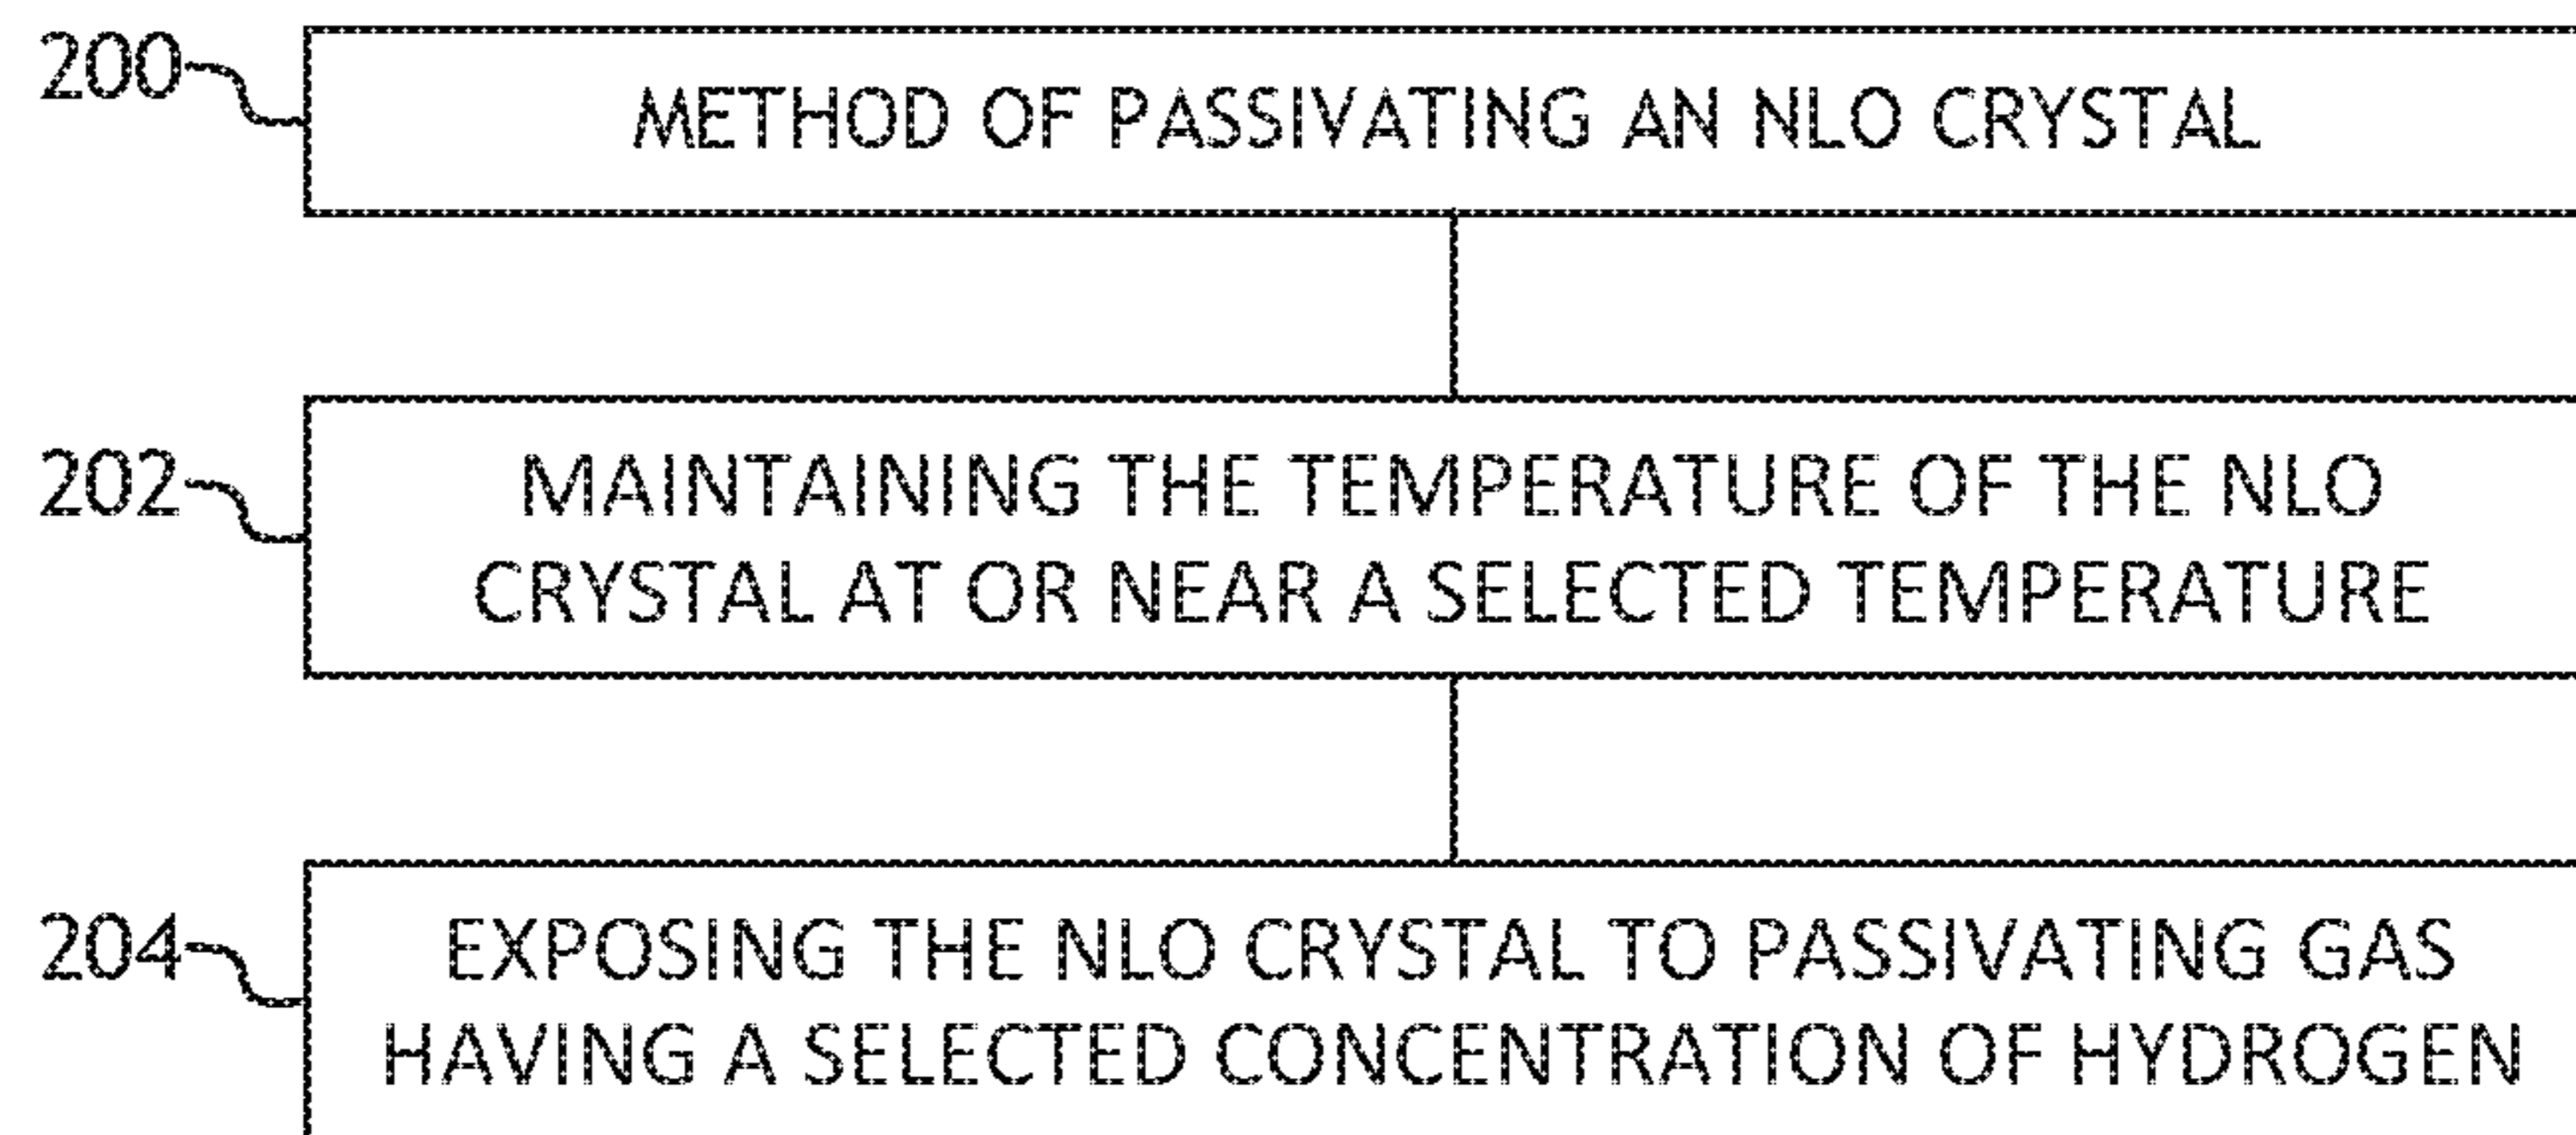 200
METHOD OF PASSIVATING AN NLO CRYSTAL
202
MAINTAINING THE TEMPERATURE OF THE NLO
CRYSTAL AT OR NEAR A SELECTED TEMPERATURE
204
EXPOSING THE NLO CRYSTAL TO PASSIVATING GAS
HAVING A SELECTED CONCENTRATION OF HYDROGEN